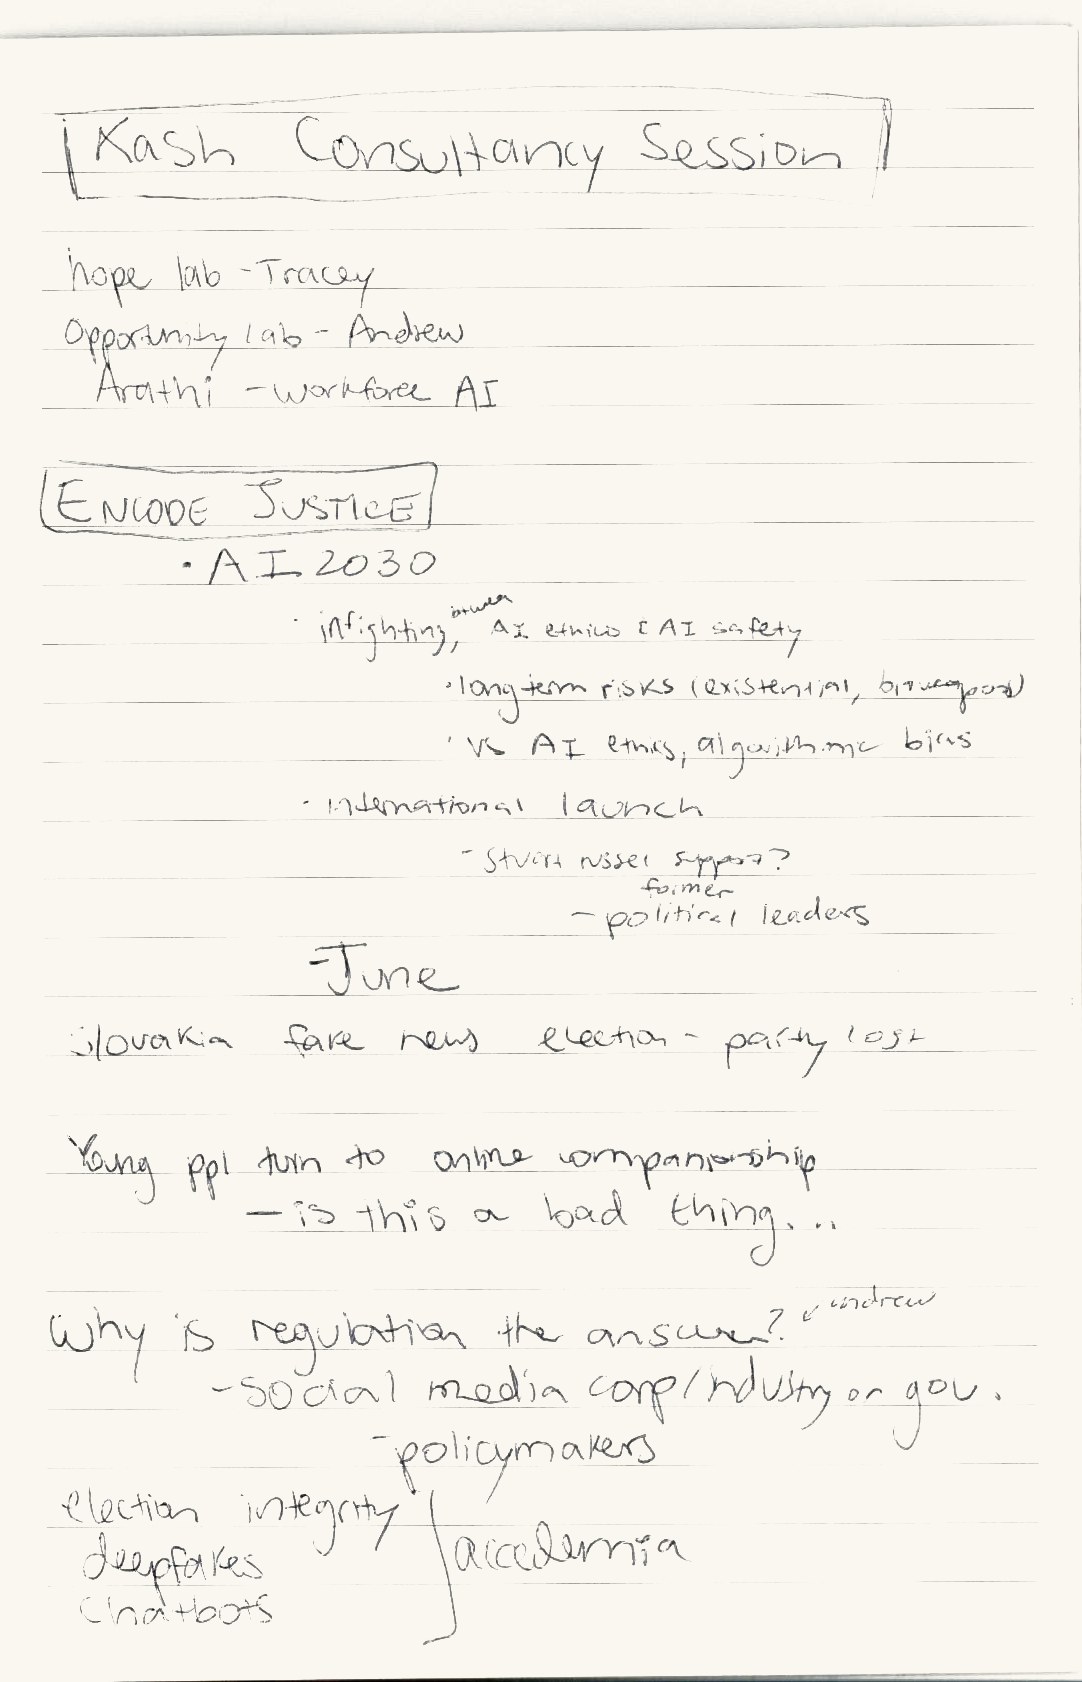 Kash Consultancy Session
hope lab - Tracey
Opportunity lab - Andrew
Arathi - workforce AI
ENCODE JUSTICE
· AI 2030
· infighting, between AI ethics & AI safety
· long term risks (existential,
· vs AI ethics, algorithmic bias
· international launch
- Stuart russel support?
former
- political leaders
- June
Slovakia fake news election - party lost
Young ppl turn to online companionship
- is this a bad thing...
Why is regulation the answer? ↙ andrew
- social media corp/industry or gov.
- policymakers
election integrity
deepfakes
Chatbots
accedemia